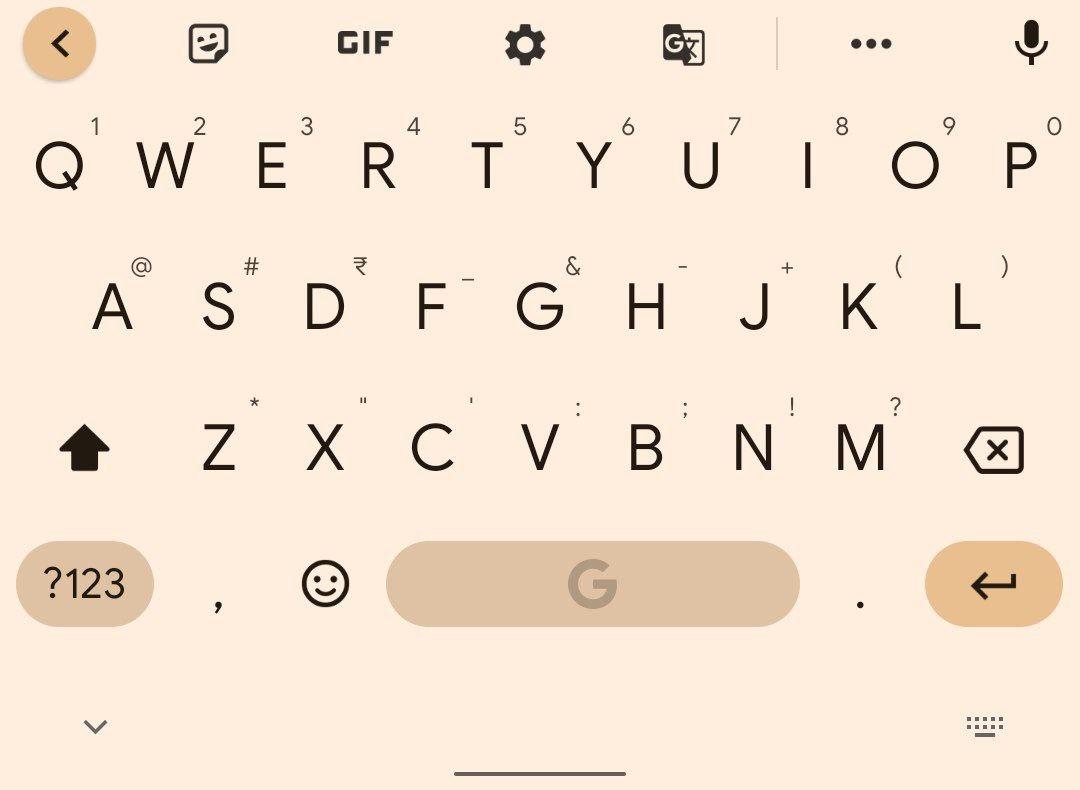 GIF
1 2 3 4 5 6 7 8 9 0
Q W E R T Y U I O P
@ # ₹ _ & - + ( )
A S D F G H J K L
* " ' : ; ! ?
Z X C V B N M
?123 , G .